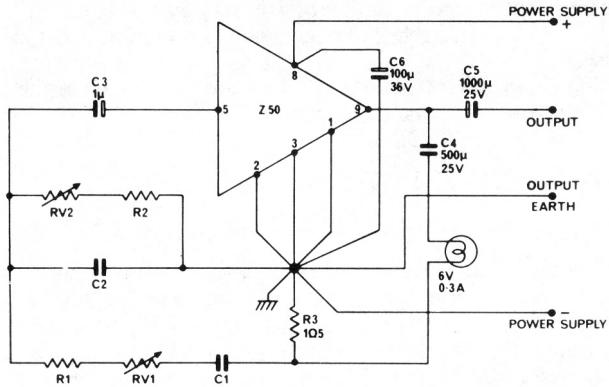 POWER SUPPLY
+
C6
100µ
36V
C5
1000µ
25V
C3
1µ
8
5
Z 50
9
1
OUTPUT
3
2
C4
500µ
25V
RV2
R2
OUTPUT
EARTH
C2
6V
0·3A
R3
1Ω5
−
POWER SUPPLY
R1
RV1
C1